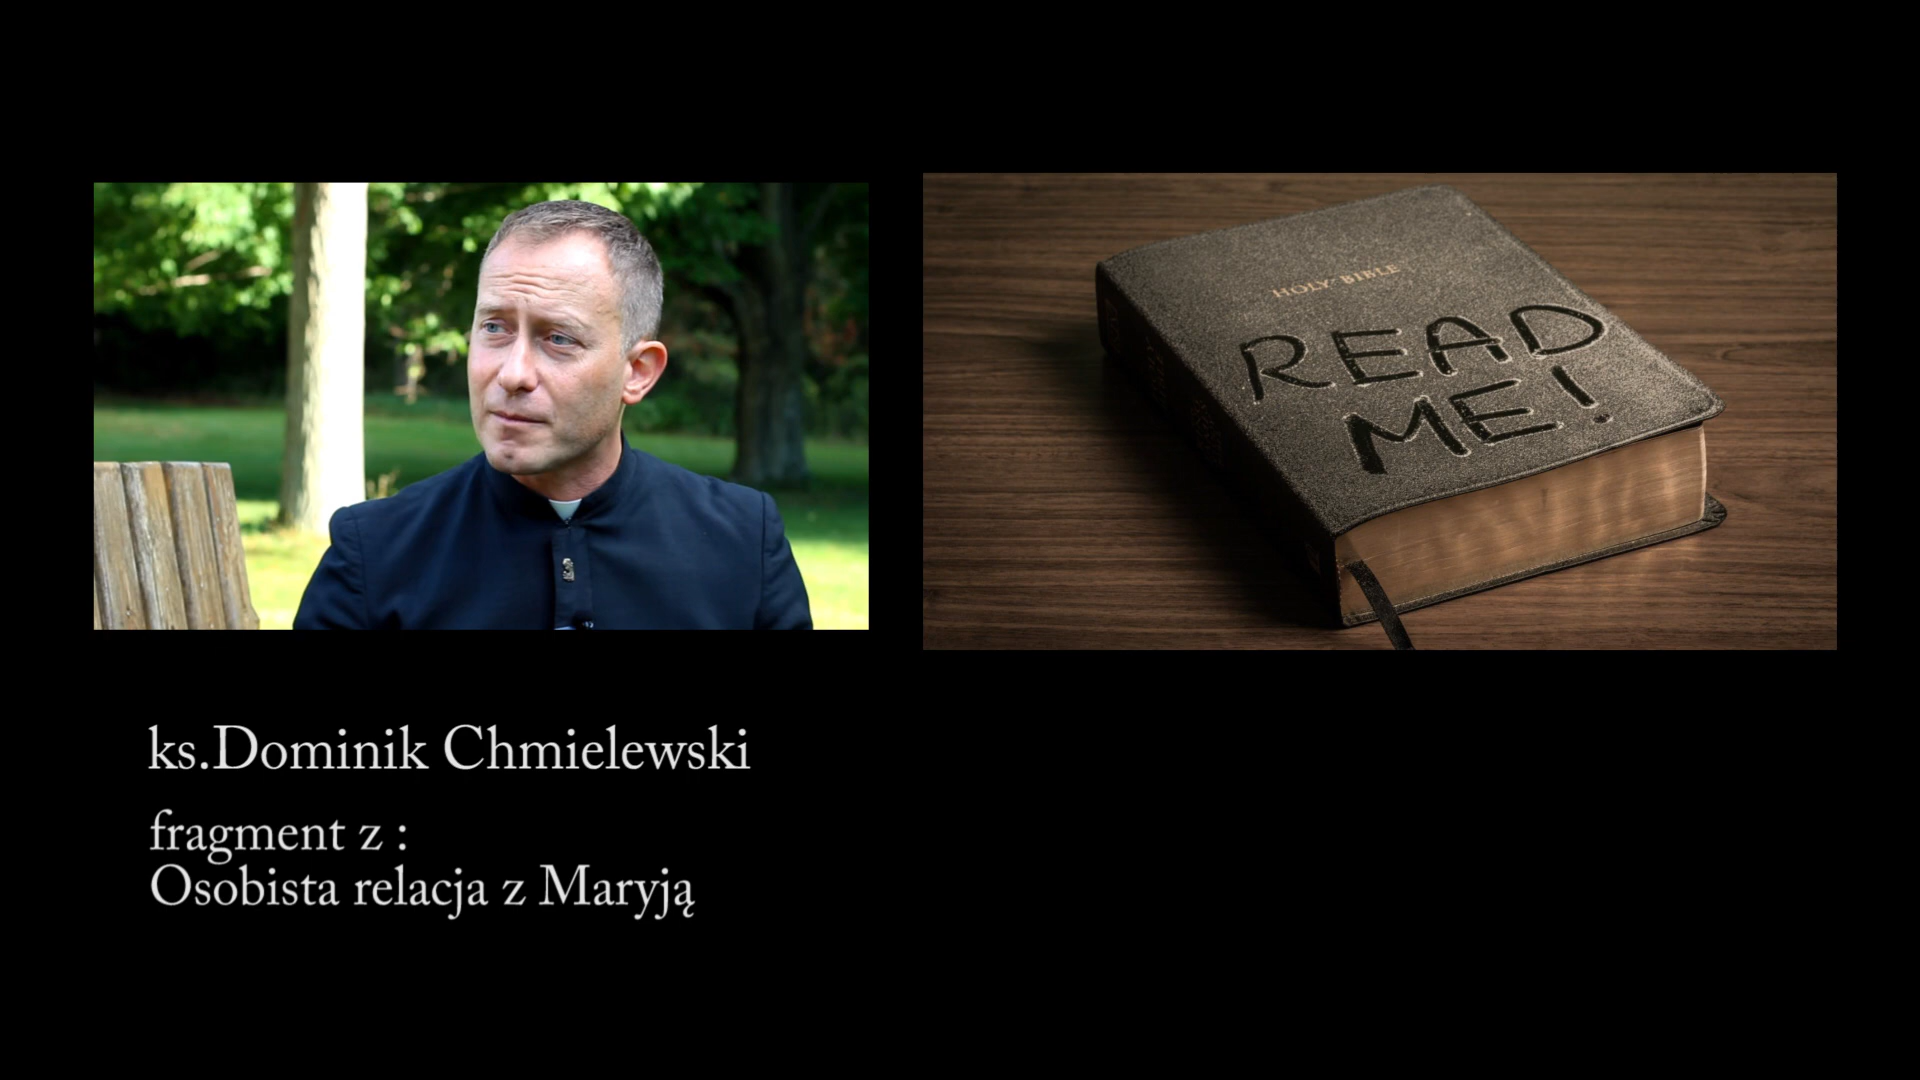 HOLY BIBLE
READ
ME!
ks.Dominik Chmielewski
fragment z :
Osobista relacja z Maryją